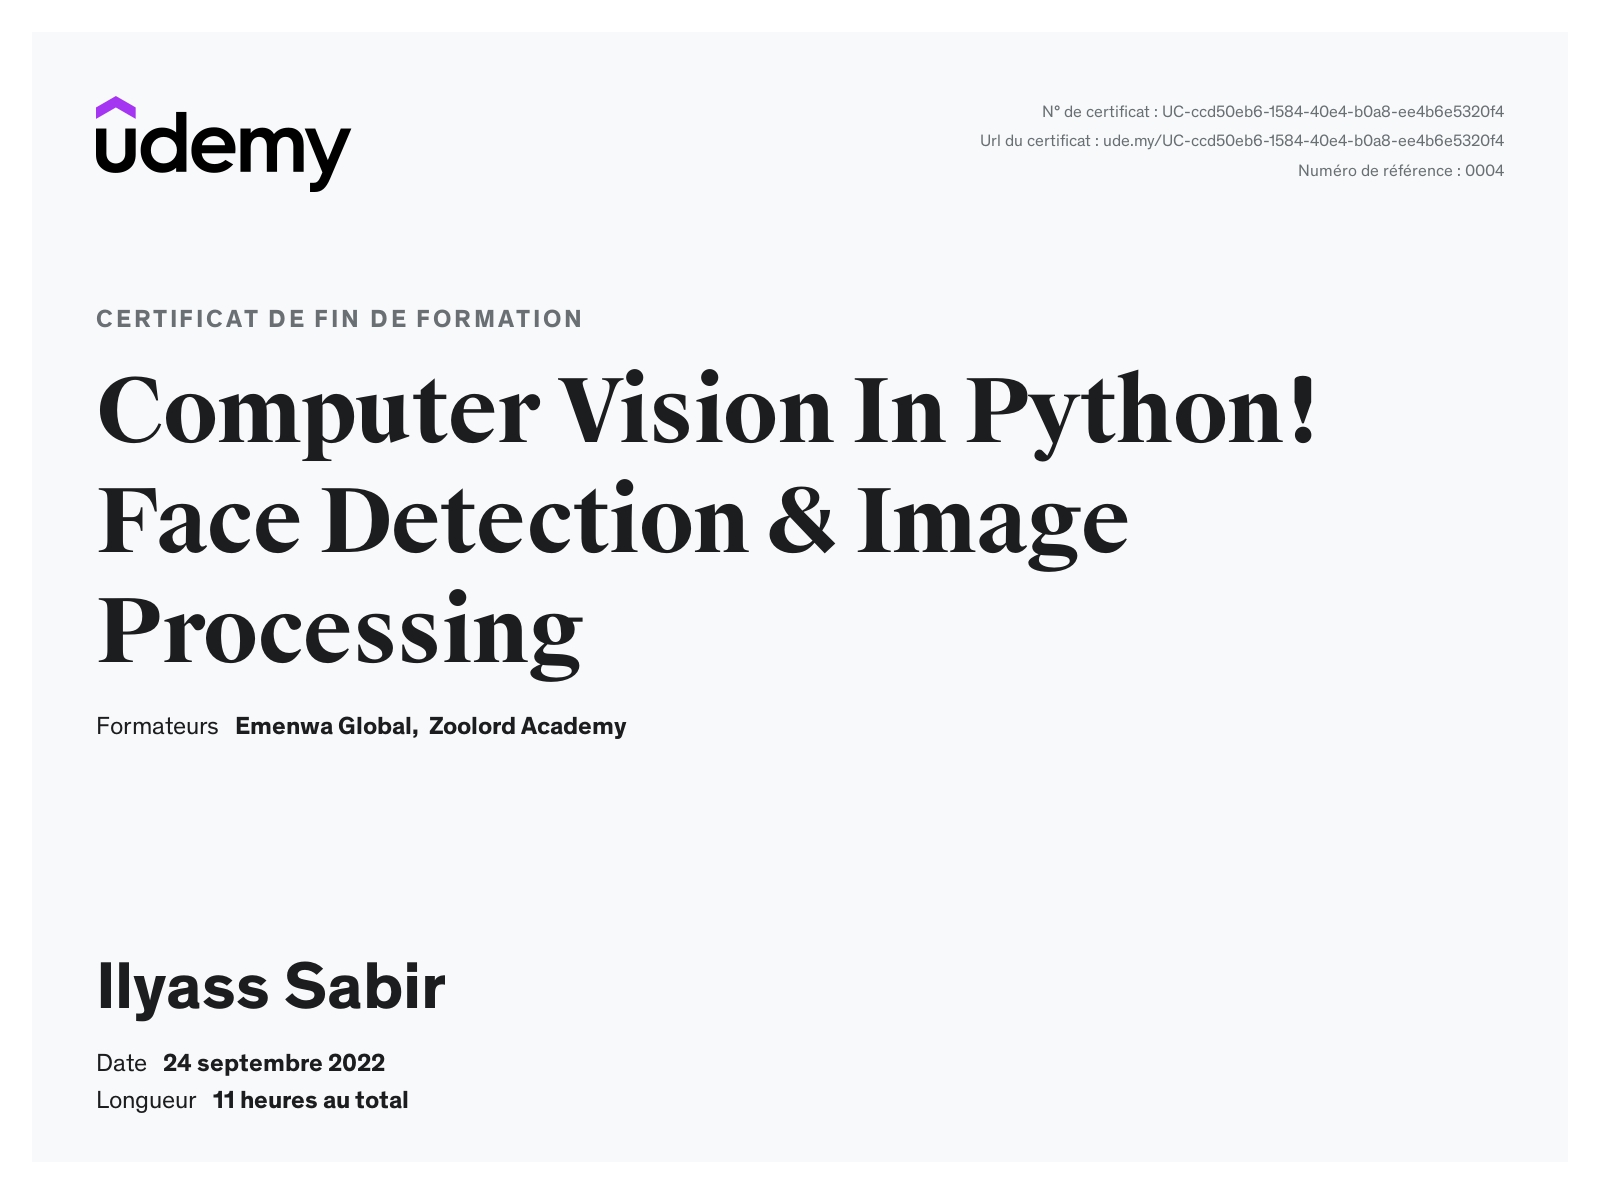 udemy
N° de certificat : UC-ccd50eb6-1584-40e4-b0a8-ee4b6e5320f4
Url du certificat : ude.my/UC-ccd50eb6-1584-40e4-b0a8-ee4b6e5320f4
Numéro de référence : 0004
CERTIFICAT DE FIN DE FORMATION
Computer Vision In Python!
Face Detection & Image
Processing
Formateurs Emenwa Global, Zoolord Academy
Ilyass Sabir
Date 24 septembre 2022
Longueur 11 heures au total